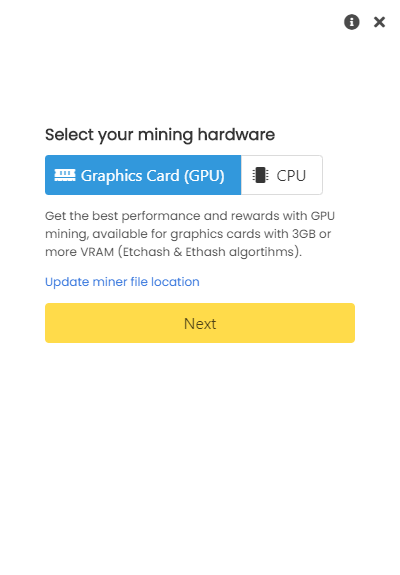 Select your mining hardware
Graphics Card (GPU) CPU
Get the best performance and rewards with GPU
mining, available for graphics cards with 3GB or
more VRAM (Etchash & Ethash algortihms).
Update miner file location
Next